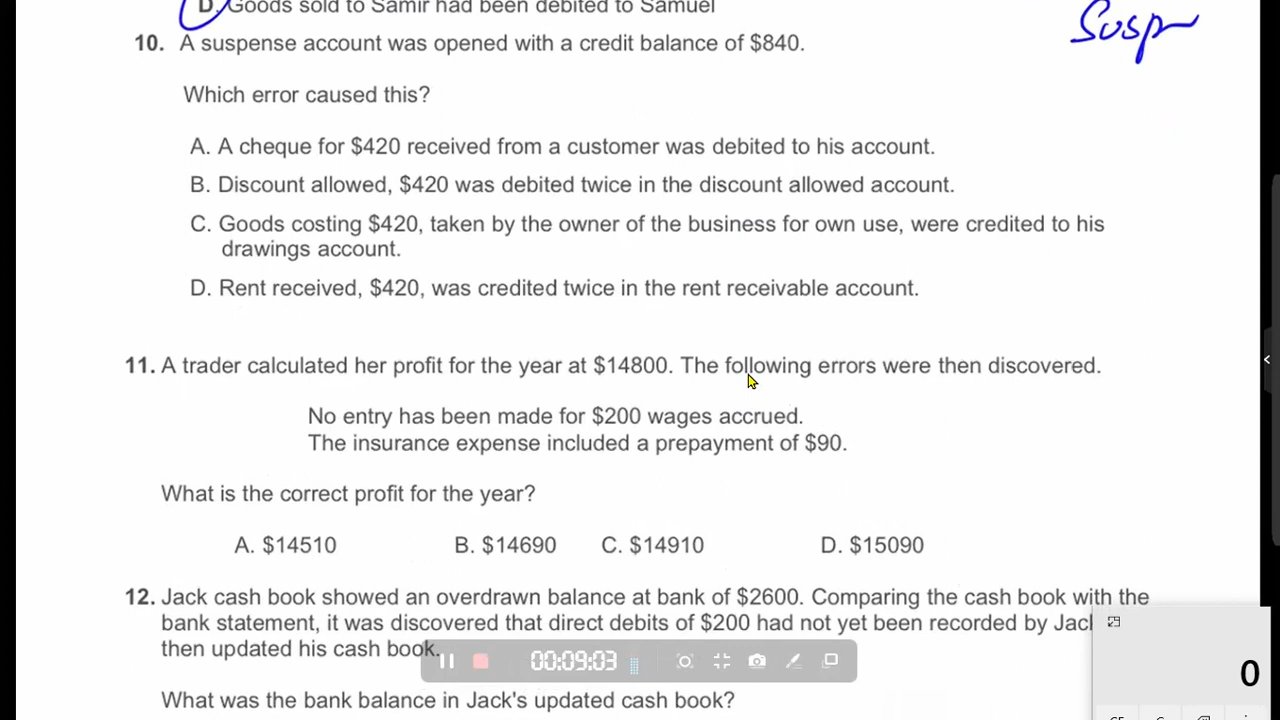 D. Goods sold to Samir had been debited to Samuel
Susp
10. A suspense account was opened with a credit balance of $840.
Which error caused this?
A. A cheque for $420 received from a customer was debited to his account.
B. Discount allowed, $420 was debited twice in the discount allowed account.
C. Goods costing $420, taken by the owner of the business for own use, were credited to his
drawings account.
D. Rent received, $420, was credited twice in the rent receivable account.
11. A trader calculated her profit for the year at $14800. The following errors were then discovered.
No entry has been made for $200 wages accrued.
The insurance expense included a prepayment of $90.
What is the correct profit for the year?
A. $14510 B. $14690 C. $14910 D. $15090
12. Jack cash book showed an overdrawn balance at bank of $2600. Comparing the cash book with the
bank statement, it was discovered that direct debits of $200 had not yet been recorded by Jack
then updated his cash book.
00:09:03
0
What was the bank balance in Jack's updated cash book?